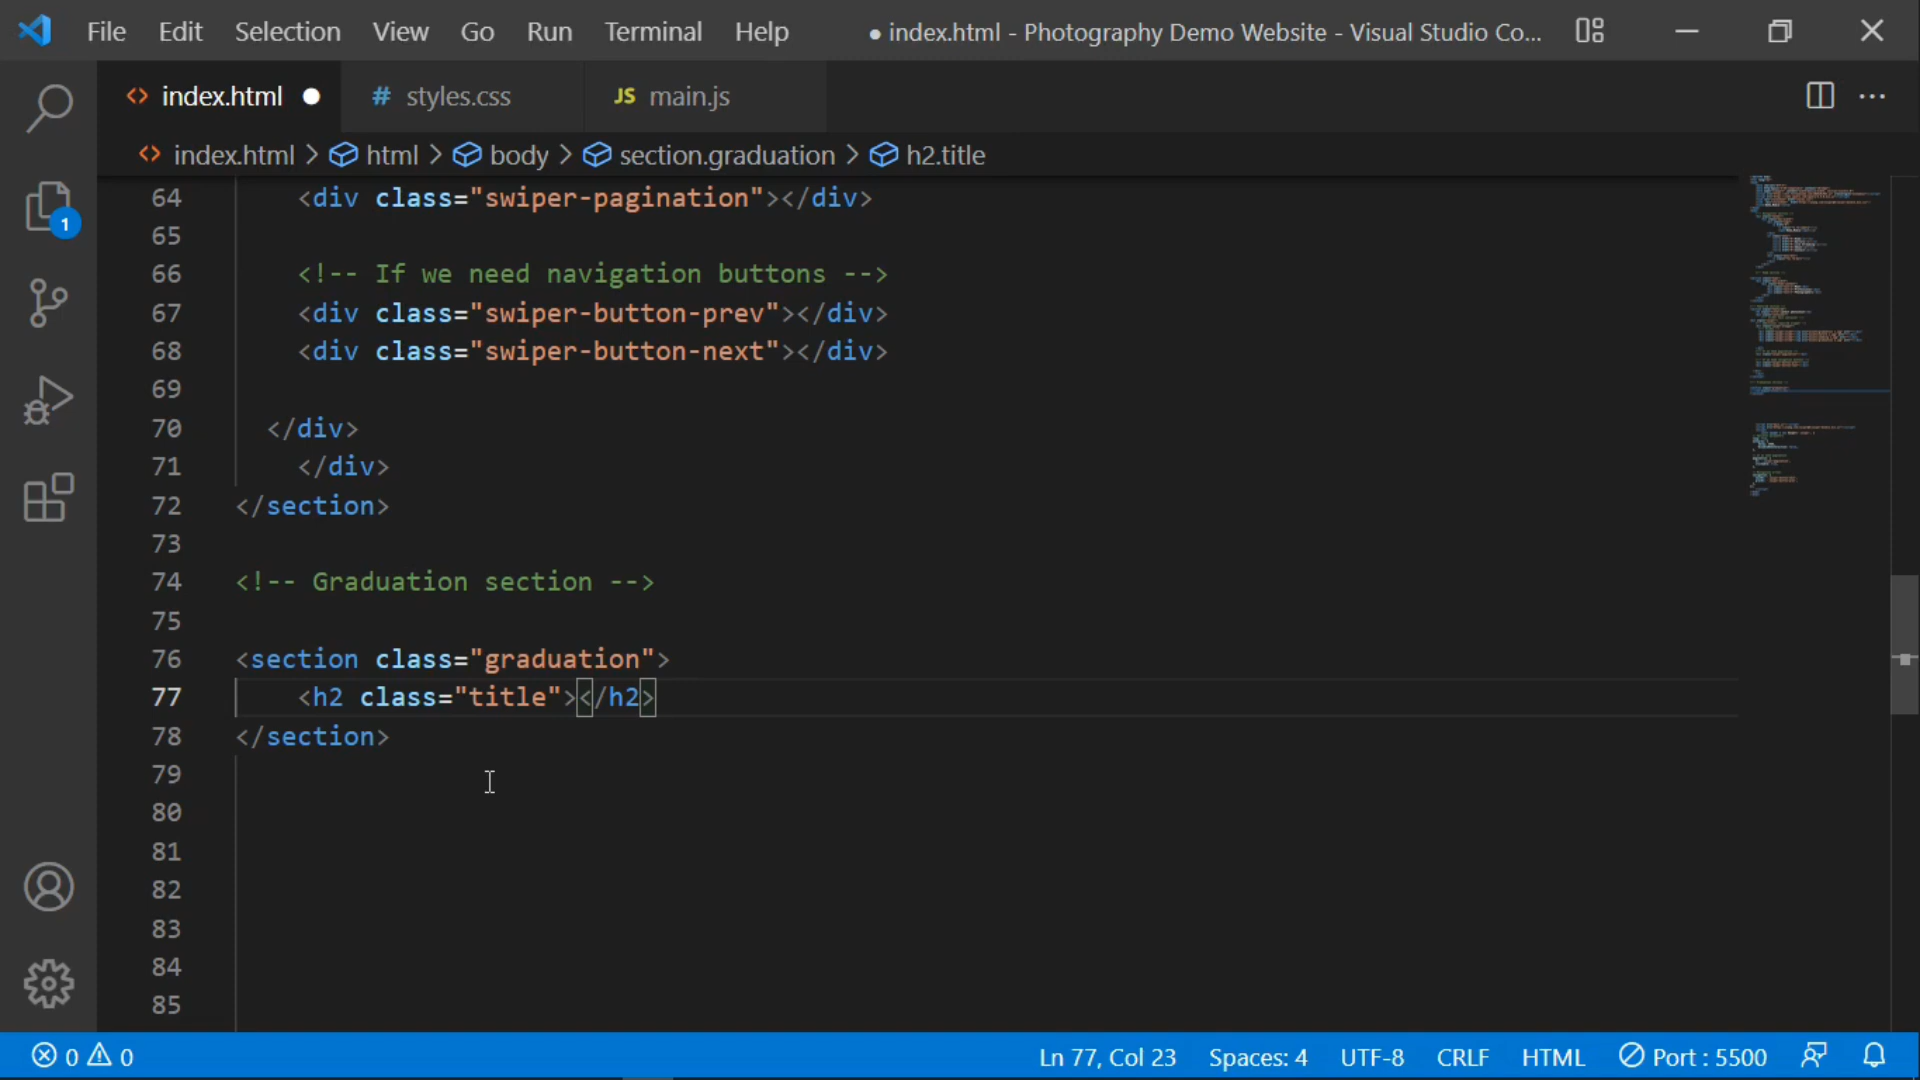 File Edit Selection View Go Run Terminal Help ● index.html - Photography Demo Website - Visual Studio Co...
<> index.html ● # styles.css JS main.js ···
<> index.html > html > body > section.graduation > h2.title
64 <div class="swiper-pagination"></div>
65
66 <!-- If we need navigation buttons -->
67 <div class="swiper-button-prev"></div>
68 <div class="swiper-button-next"></div>
69
70 </div>
71 </div>
72 </section>
73
74 <!-- Graduation section -->
75
76 <section class="graduation">
77 <h2 class="title"></h2>
78 </section>
79
80
81
82
83
84
85
1
0 0 Ln 77, Col 23 Spaces: 4 UTF-8 CRLF HTML Port : 5500